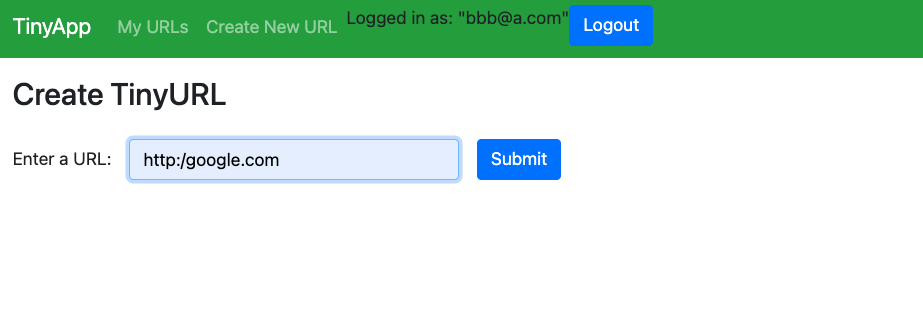 TinyApp My URLs Create New URL Logged in as: "bbb@a.com" Logout
Create TinyURL
Enter a URL: http:/google.com Submit